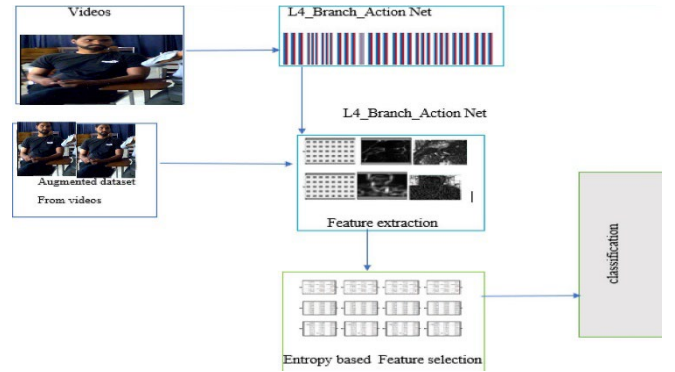 Videos
L4_Branch_Action Net
L4_Branch_Action Net
Augmented dataset
From videos
Feature extraction
classification
Entropy based Feature selection